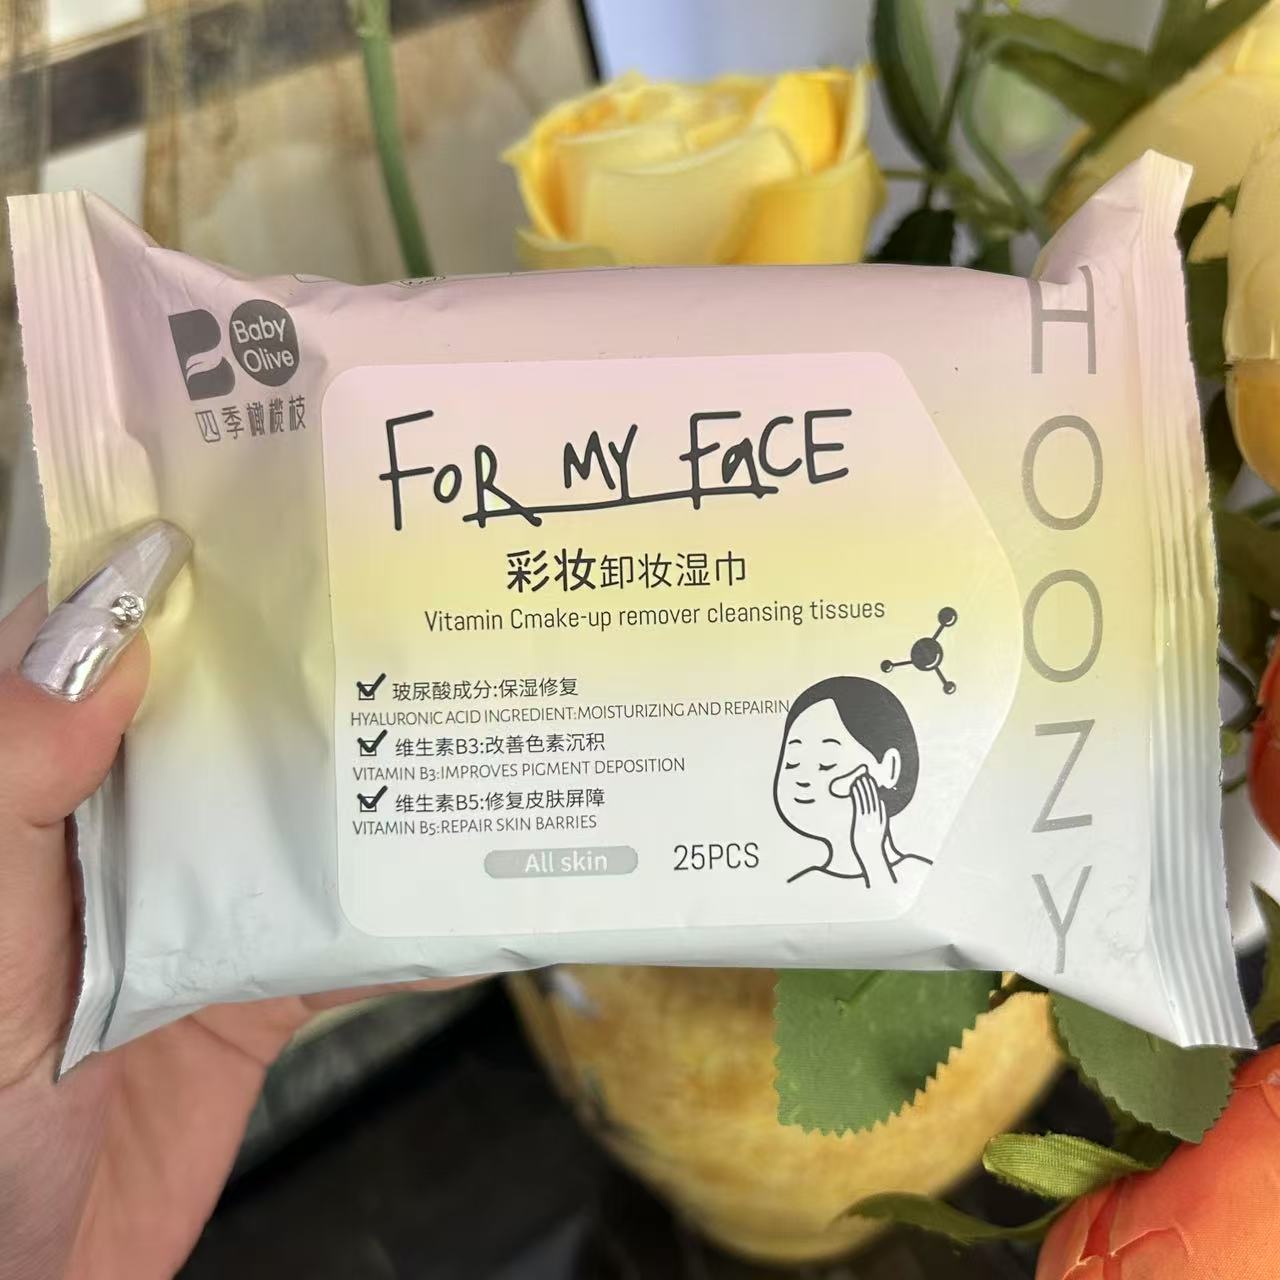 Baby
Olive
四季橄榄枝
FOR MY FaCE
彩妆卸妆湿巾
Vitamin Cmake-up remover cleansing tissues
玻尿酸成分:保湿修复
HYALURONIC ACID INGREDIENT:MOISTURIZING AND REPAIRIN
维生素B3:改善色素沉积
VITAMIN B3:IMPROVES PIGMENT DEPOSITION
维生素B5:修复皮肤屏障
VITAMIN B5:REPAIR SKIN BARRIES
All skin
25PCS
HOOZY